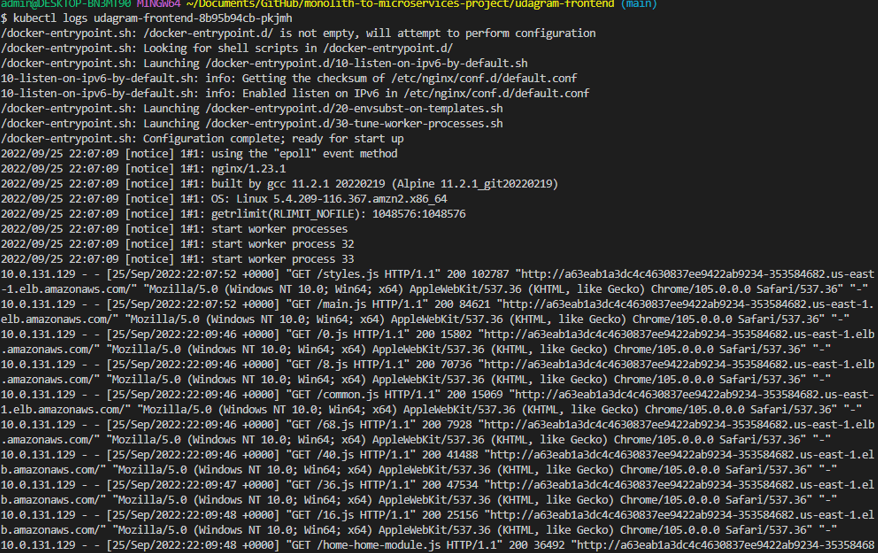 admin@DESKTOP-BN3MT90 MINGW64 ~/Documents/GitHub/monolith-to-microservices-project/udagram-frontend (main)
$ kubectl logs udagram-frontend-8b95b94cb-pkjmh
/docker-entrypoint.sh: /docker-entrypoint.d/ is not empty, will attempt to perform configuration
/docker-entrypoint.sh: Looking for shell scripts in /docker-entrypoint.d/
/docker-entrypoint.sh: Launching /docker-entrypoint.d/10-listen-on-ipv6-by-default.sh
10-listen-on-ipv6-by-default.sh: info: Getting the checksum of /etc/nginx/conf.d/default.conf
10-listen-on-ipv6-by-default.sh: info: Enabled listen on IPv6 in /etc/nginx/conf.d/default.conf
/docker-entrypoint.sh: Launching /docker-entrypoint.d/20-envsubst-on-templates.sh
/docker-entrypoint.sh: Launching /docker-entrypoint.d/30-tune-worker-processes.sh
/docker-entrypoint.sh: Configuration complete; ready for start up
2022/09/25 22:07:09 [notice] 1#1: using the "epoll" event method
2022/09/25 22:07:09 [notice] 1#1: nginx/1.23.1
2022/09/25 22:07:09 [notice] 1#1: built by gcc 11.2.1 20220219 (Alpine 11.2.1_git20220219)
2022/09/25 22:07:09 [notice] 1#1: OS: Linux 5.4.209-116.367.amzn2.x86_64
2022/09/25 22:07:09 [notice] 1#1: getrlimit(RLIMIT_NOFILE): 1048576:1048576
2022/09/25 22:07:09 [notice] 1#1: start worker processes
2022/09/25 22:07:09 [notice] 1#1: start worker process 32
2022/09/25 22:07:09 [notice] 1#1: start worker process 33
10.0.131.129 - - [25/Sep/2022:22:07:52 +0000] "GET /styles.js HTTP/1.1" 200 102787 "http://a63eab1a3dc4c4630837ee9422ab9234-353584682.us-east
-1.elb.amazonaws.com/" "Mozilla/5.0 (Windows NT 10.0; Win64; x64) AppleWebKit/537.36 (KHTML, like Gecko) Chrome/105.0.0.0 Safari/537.36" "-"
10.0.131.129 - - [25/Sep/2022:22:07:52 +0000] "GET /main.js HTTP/1.1" 200 84621 "http://a63eab1a3dc4c4630837ee9422ab9234-353584682.us-east-1.
elb.amazonaws.com/" "Mozilla/5.0 (Windows NT 10.0; Win64; x64) AppleWebKit/537.36 (KHTML, like Gecko) Chrome/105.0.0.0 Safari/537.36" "-"
10.0.131.129 - - [25/Sep/2022:22:09:46 +0000] "GET /0.js HTTP/1.1" 200 15802 "http://a63eab1a3dc4c4630837ee9422ab9234-353584682.us-east-1.elb
.amazonaws.com/" "Mozilla/5.0 (Windows NT 10.0; Win64; x64) AppleWebKit/537.36 (KHTML, like Gecko) Chrome/105.0.0.0 Safari/537.36" "-"
10.0.131.129 - - [25/Sep/2022:22:09:46 +0000] "GET /8.js HTTP/1.1" 200 70736 "http://a63eab1a3dc4c4630837ee9422ab9234-353584682.us-east-1.elb
.amazonaws.com/" "Mozilla/5.0 (Windows NT 10.0; Win64; x64) AppleWebKit/537.36 (KHTML, like Gecko) Chrome/105.0.0.0 Safari/537.36" "-"
10.0.131.129 - - [25/Sep/2022:22:09:46 +0000] "GET /common.js HTTP/1.1" 200 15069 "http://a63eab1a3dc4c4630837ee9422ab9234-353584682.us-east-
1.elb.amazonaws.com/" "Mozilla/5.0 (Windows NT 10.0; Win64; x64) AppleWebKit/537.36 (KHTML, like Gecko) Chrome/105.0.0.0 Safari/537.36" "-"
10.0.131.129 - - [25/Sep/2022:22:09:46 +0000] "GET /68.js HTTP/1.1" 200 7928 "http://a63eab1a3dc4c4630837ee9422ab9234-353584682.us-east-1.elb
.amazonaws.com/" "Mozilla/5.0 (Windows NT 10.0; Win64; x64) AppleWebKit/537.36 (KHTML, like Gecko) Chrome/105.0.0.0 Safari/537.36" "-"
10.0.131.129 - - [25/Sep/2022:22:09:46 +0000] "GET /40.js HTTP/1.1" 200 41488 "http://a63eab1a3dc4c4630837ee9422ab9234-353584682.us-east-1.el
b.amazonaws.com/" "Mozilla/5.0 (Windows NT 10.0; Win64; x64) AppleWebKit/537.36 (KHTML, like Gecko) Chrome/105.0.0.0 Safari/537.36" "-"
10.0.131.129 - - [25/Sep/2022:22:09:47 +0000] "GET /36.js HTTP/1.1" 200 47534 "http://a63eab1a3dc4c4630837ee9422ab9234-353584682.us-east-1.el
b.amazonaws.com/" "Mozilla/5.0 (Windows NT 10.0; Win64; x64) AppleWebKit/537.36 (KHTML, like Gecko) Chrome/105.0.0.0 Safari/537.36" "-"
10.0.131.129 - - [25/Sep/2022:22:09:48 +0000] "GET /16.js HTTP/1.1" 200 25156 "http://a63eab1a3dc4c4630837ee9422ab9234-353584682.us-east-1.el
b.amazonaws.com/" "Mozilla/5.0 (Windows NT 10.0; Win64; x64) AppleWebKit/537.36 (KHTML, like Gecko) Chrome/105.0.0.0 Safari/537.36" "-"
10.0.131.129 - - [25/Sep/2022:22:09:48 +0000] "GET /home-home-module.js HTTP/1.1" 200 36492 "http://a63eab1a3dc4c4630837ee9422ab9234-35358468